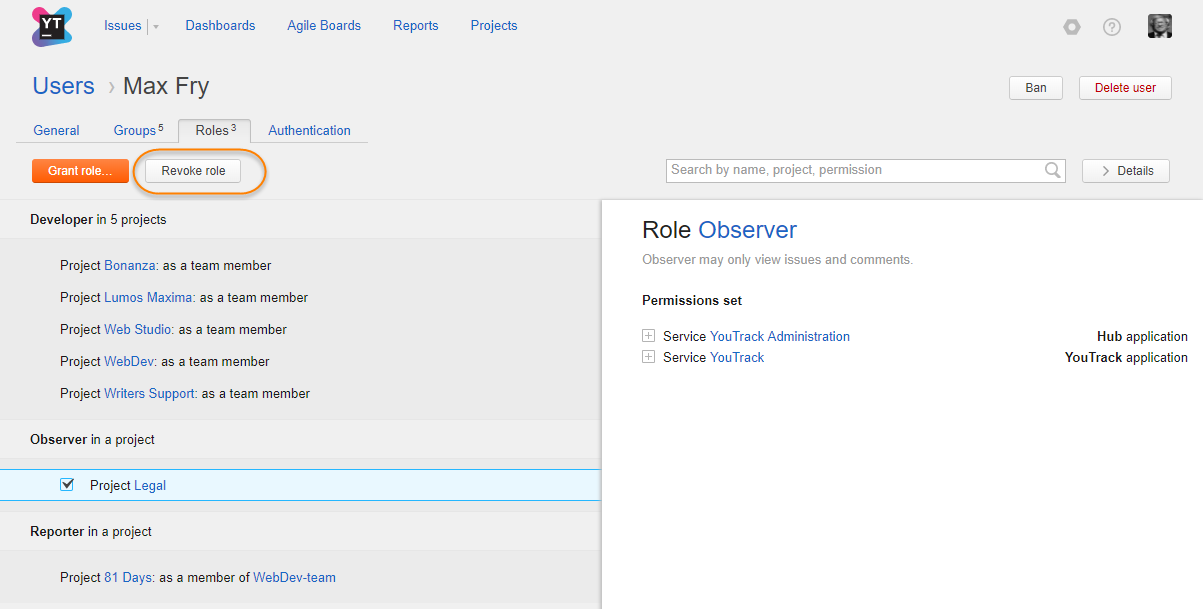 YT
Issues Dashboards Agile Boards Reports Projects
Users › Max Fry
Ban Delete user
General Groups 5 Roles 3 Authentication
Grant role... Revoke role Search by name, project, permission Details
Developer in 5 projects
Project Bonanza: as a team member
Project Lumos Maxima: as a team member
Project Web Studio: as a team member
Project WebDev: as a team member
Project Writers Support: as a team member
Observer in a project
Project Legal
Reporter in a project
Project 81 Days: as a member of WebDev-team
Role Observer
Observer may only view issues and comments.
Permissions set
Service YouTrack Administration Hub application
Service YouTrack YouTrack application